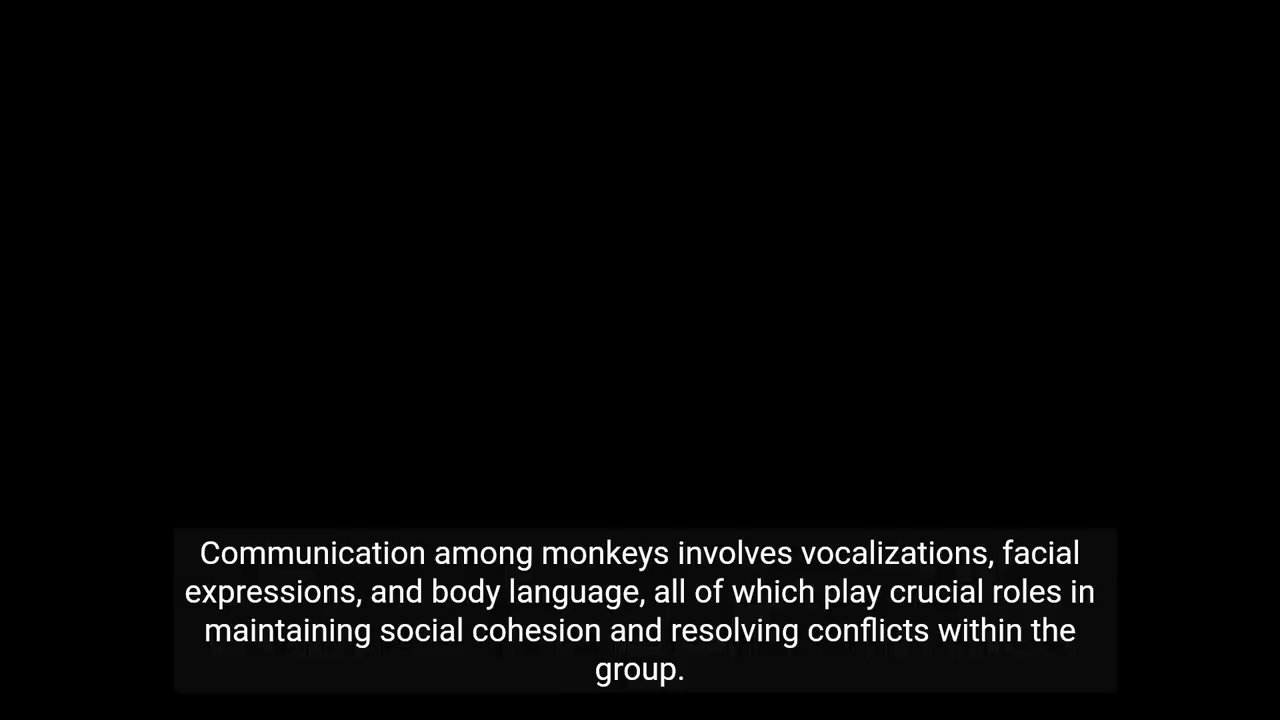 Communication among monkeys involves vocalizations, facial
expressions, and body language, all of which play crucial roles in
maintaining social cohesion and resolving conflicts within the
group.